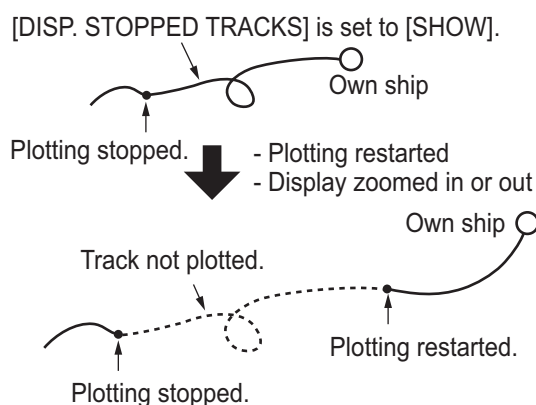 [DISP. STOPPED TRACKS] is set to [SHOW].
Own ship
Plotting stopped.
- Plotting restarted
- Display zoomed in or out
Own ship
Track not plotted.
Plotting restarted.
Plotting stopped.